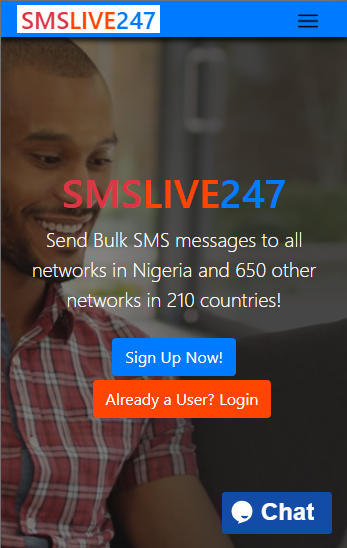 SMSLIVE247
SMSLIVE247
Send Bulk SMS messages to all
networks in Nigeria and 650 other
networks in 210 countries!
Sign Up Now!
Already a User? Login
Chat